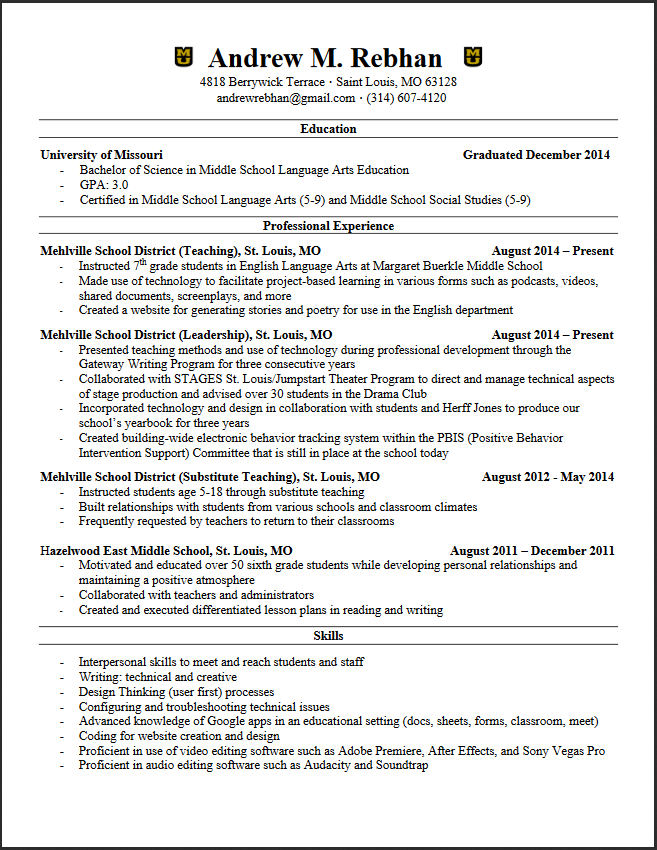 MU Andrew M. Rebhan MU
4818 Berrywick Terrace · Saint Louis, MO 63128
andrewrebhan@gmail.com · (314) 607-4120
Education
University of Missouri Graduated December 2014
- Bachelor of Science in Middle School Language Arts Education
- GPA: 3.0
- Certified in Middle School Language Arts (5-9) and Middle School Social Studies (5-9)
Professional Experience
Mehlville School District (Teaching), St. Louis, MO August 2014 – Present
- Instructed 7th grade students in English Language Arts at Margaret Buerkle Middle School
- Made use of technology to facilitate project-based learning in various forms such as podcasts, videos,
shared documents, screenplays, and more
- Created a website for generating stories and poetry for use in the English department
Mehlville School District (Leadership), St. Louis, MO August 2014 – Present
- Presented teaching methods and use of technology during professional development through the
Gateway Writing Program for three consecutive years
- Collaborated with STAGES St. Louis/Jumpstart Theater Program to direct and manage technical aspects
of stage production and advised over 30 students in the Drama Club
- Incorporated technology and design in collaboration with students and Herff Jones to produce our
school’s yearbook for three years
- Created building-wide electronic behavior tracking system within the PBIS (Positive Behavior
Intervention Support) Committee that is still in place at the school today
Mehlville School District (Substitute Teaching), St. Louis, MO August 2012 - May 2014
- Instructed students age 5-18 through substitute teaching
- Built relationships with students from various schools and classroom climates
- Frequently requested by teachers to return to their classrooms
Hazelwood East Middle School, St. Louis, MO August 2011 – December 2011
- Motivated and educated over 50 sixth grade students while developing personal relationships and
maintaining a positive atmosphere
- Collaborated with teachers and administrators
- Created and executed differentiated lesson plans in reading and writing
Skills
- Interpersonal skills to meet and reach students and staff
- Writing: technical and creative
- Design Thinking (user first) processes
- Configuring and troubleshooting technical issues
- Advanced knowledge of Google apps in an educational setting (docs, sheets, forms, classroom, meet)
- Coding for website creation and design
- Proficient in use of video editing software such as Adobe Premiere, After Effects, and Sony Vegas Pro
- Proficient in audio editing software such as Audacity and Soundtrap